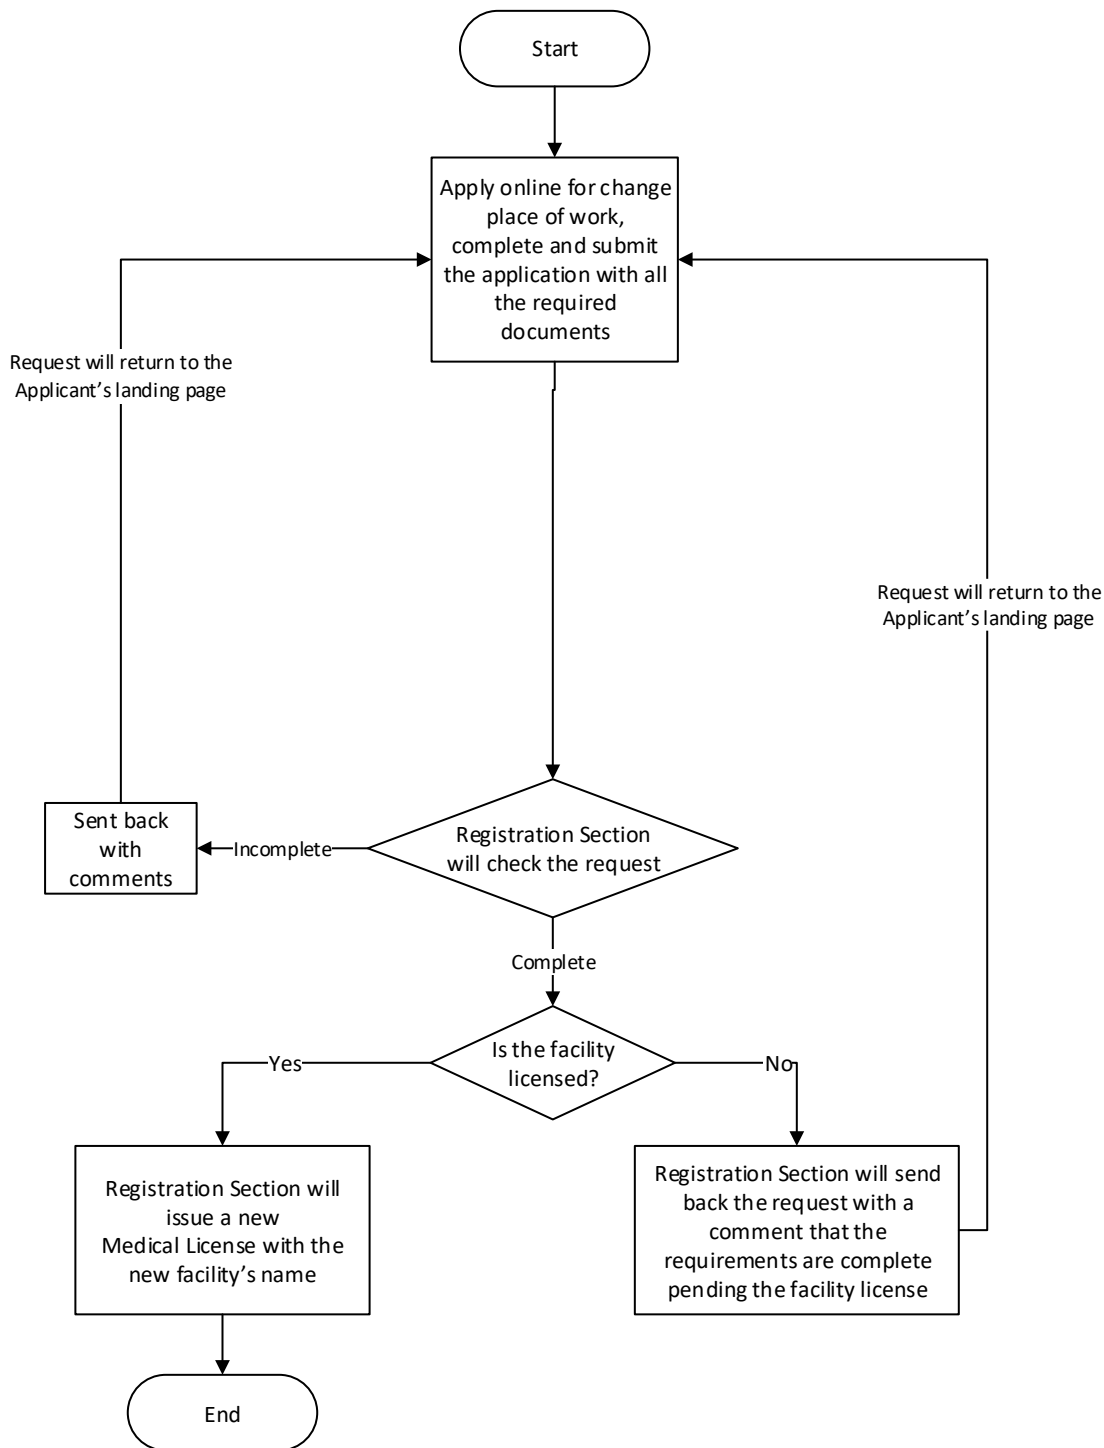 Start
Apply online for change
place of work,
complete and submit
the application with all
the required
documents
Request will return to the
Applicant’s landing page
Request will return to the
Applicant’s landing page
Sent back
with
comments
Incomplete
Registration Section
will check the request
Complete
Is the facility
licensed?
Yes
No
Registration Section will
issue a new
Medical License with the
new facility’s name
Registration Section will send
back the request with a
comment that the
requirements are complete
pending the facility license
End